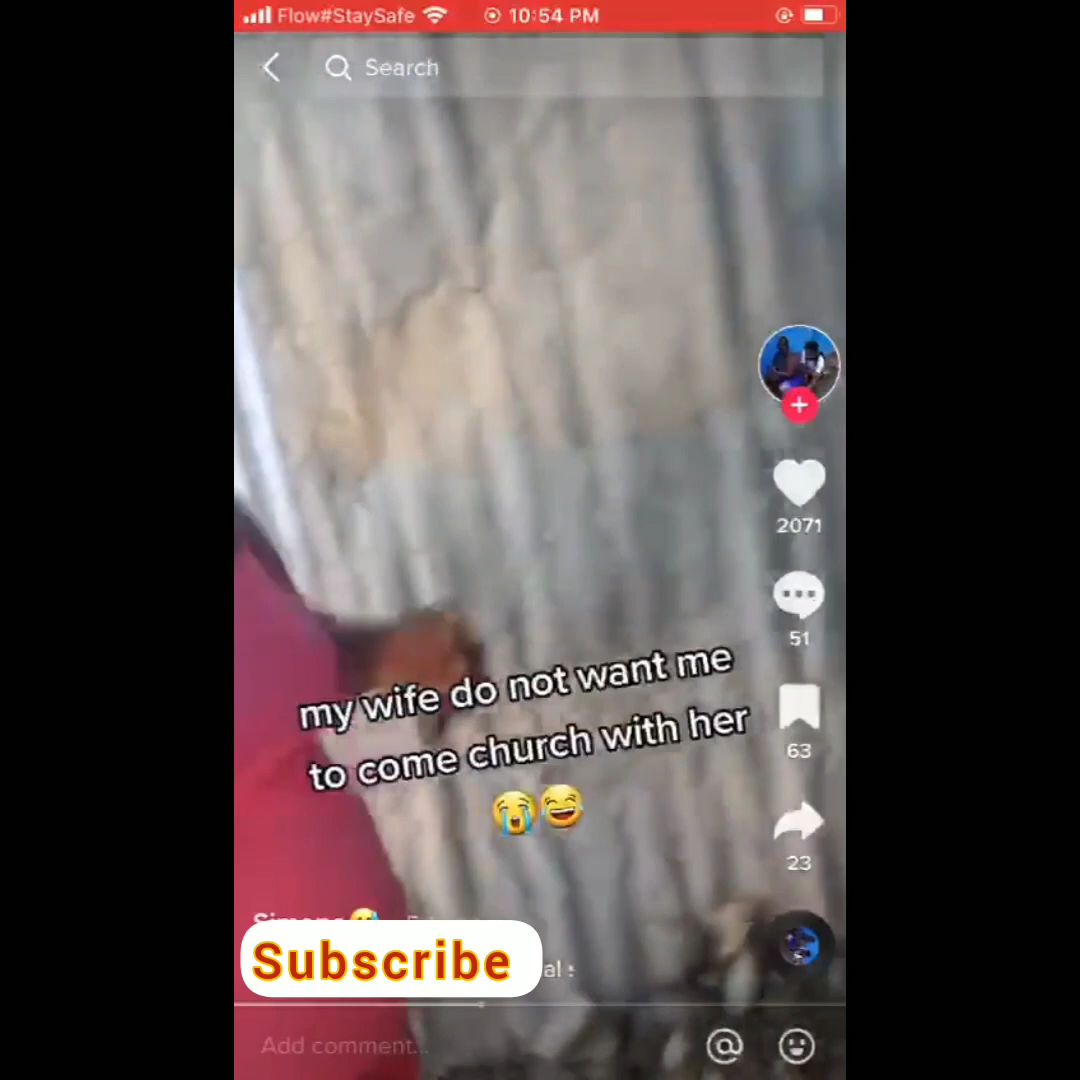 Flow#StaySafe 10:54 PM
Search
2071
51
my wife do not want me
to come church with her
😭😂
63
23
Subscribe
Add comment...